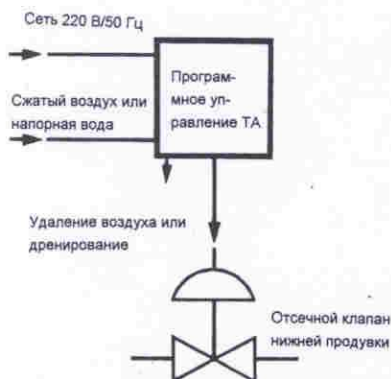 Сеть 220 В/50 Гц
Програм-
мное уп-
равление ТА
Сжатый воздух или
напорная вода
Удаление воздуха или
дренирование
Отсечной клапан
нижней продувки